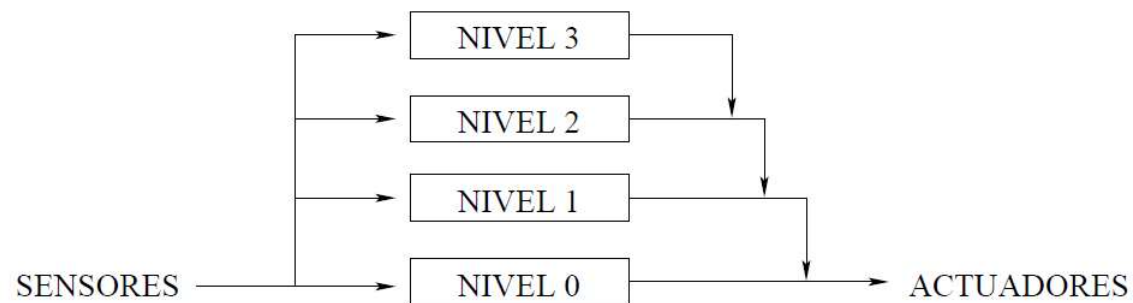 NIVEL 3
NIVEL 2
NIVEL 1
SENSORES NIVEL 0 ACTUADORES